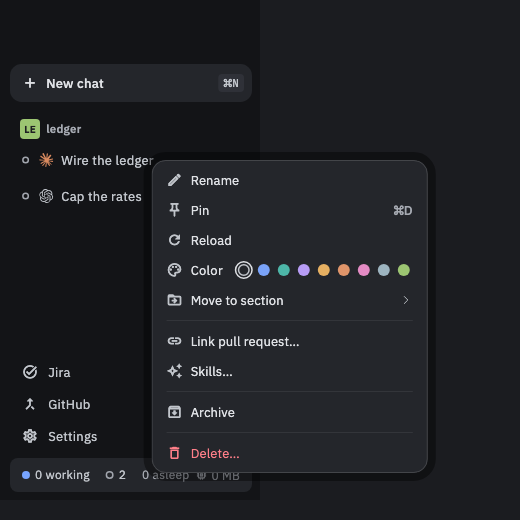 New chat ⌘N
LE ledger
Wire the ledger
Cap the rates
Rename
Pin ⌘D
Reload
Color
Move to section
Link pull request...
Skills...
Archive
Delete...
Jira
GitHub
Settings
0 working 2 0 asleep 0 MB